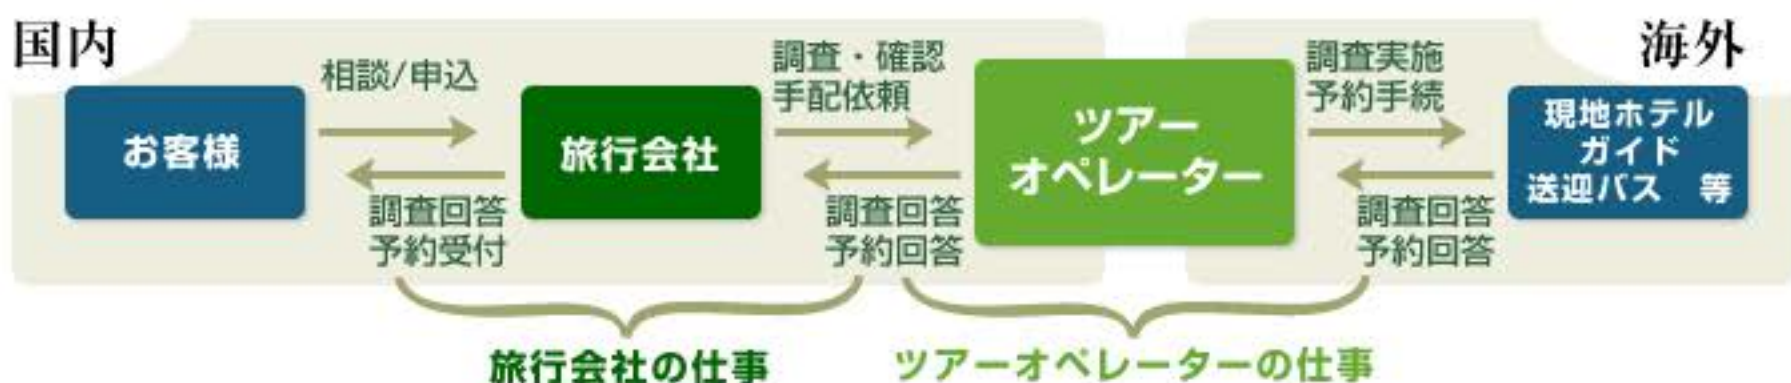 国内
海外
相談/申込
調査・確認
手配依頼
調査実施
予約手続
お客様
旅行会社
ツアー
オペレーター
現地ホテル
ガイド
送迎バス 等
調査回答
予約受付
調査回答
予約回答
調査回答
予約回答
旅行会社の仕事
ツアーオペレーターの仕事